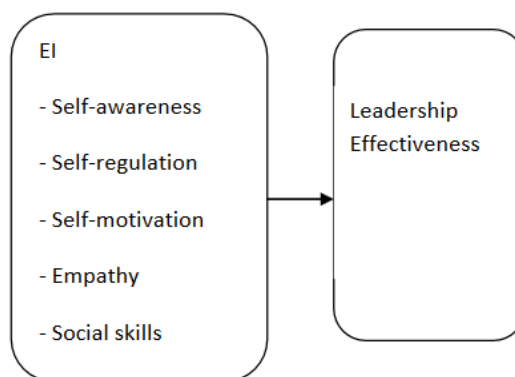 EI
- Self-awareness
- Self-regulation
- Self-motivation
- Empathy
- Social skills
Leadership
Effectiveness